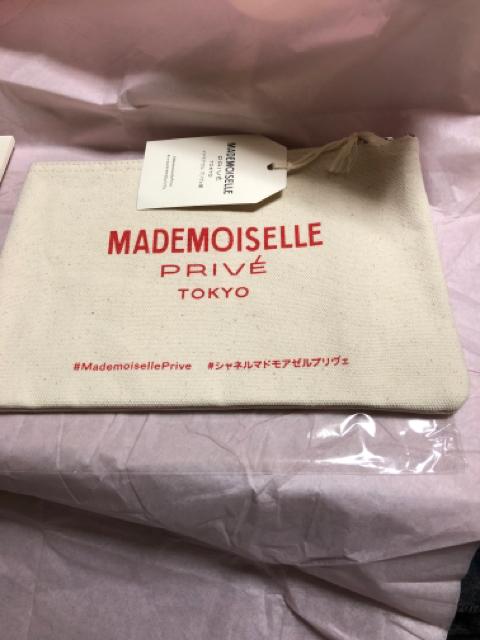 MADEMOISELLE
PRIVÉ
TOKYO
MADEMOISELLE
PRIVÉ
TOKYO
#MademoisellePrive #シャネルマドモアゼルプリヴェ